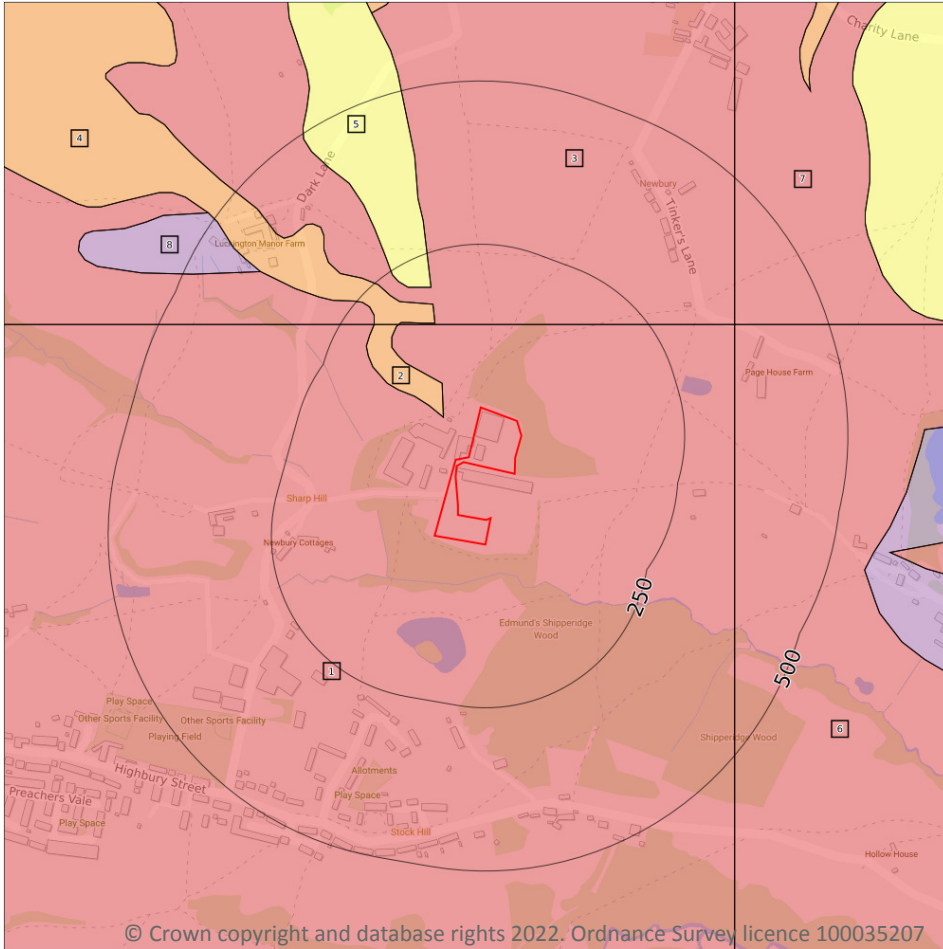 Charity Lane
5
4
3
Newbury
7
Dark Lane
Tinker's Lane
8
Luckington Manor Farm
2
Page House Farm
Sharp Hill
Newbury Cottages
250
Edmund's Shipperidge
Wood
500
1
Play Space
Other Sports Facility
Other Sports Facility
Playing Field
6
Shipperidge Wood
Highbury Street
Allotments
Preachers Vale
Play Space
Play Space
Stock Hill
Hollow House
© Crown copyright and database rights 2022. Ordnance Survey licence 100035207